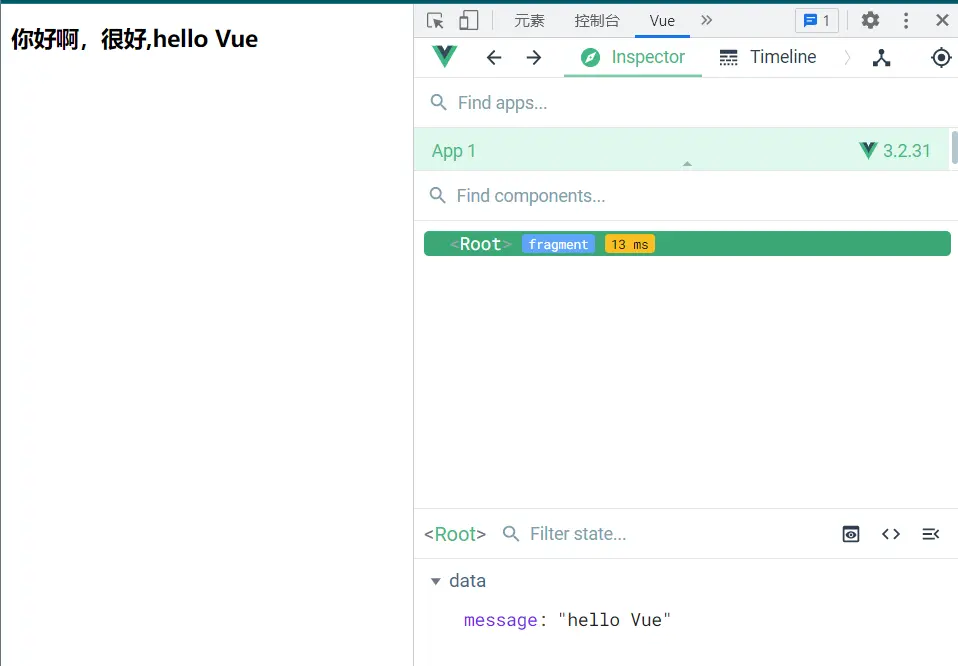 你好啊，很好,hello Vue
元素 控制台 Vue 1
Inspector Timeline
Find apps...
App 1 3.2.31
Find components...
<Root> fragment 13 ms
<Root> Filter state...
data
message: "hello Vue"